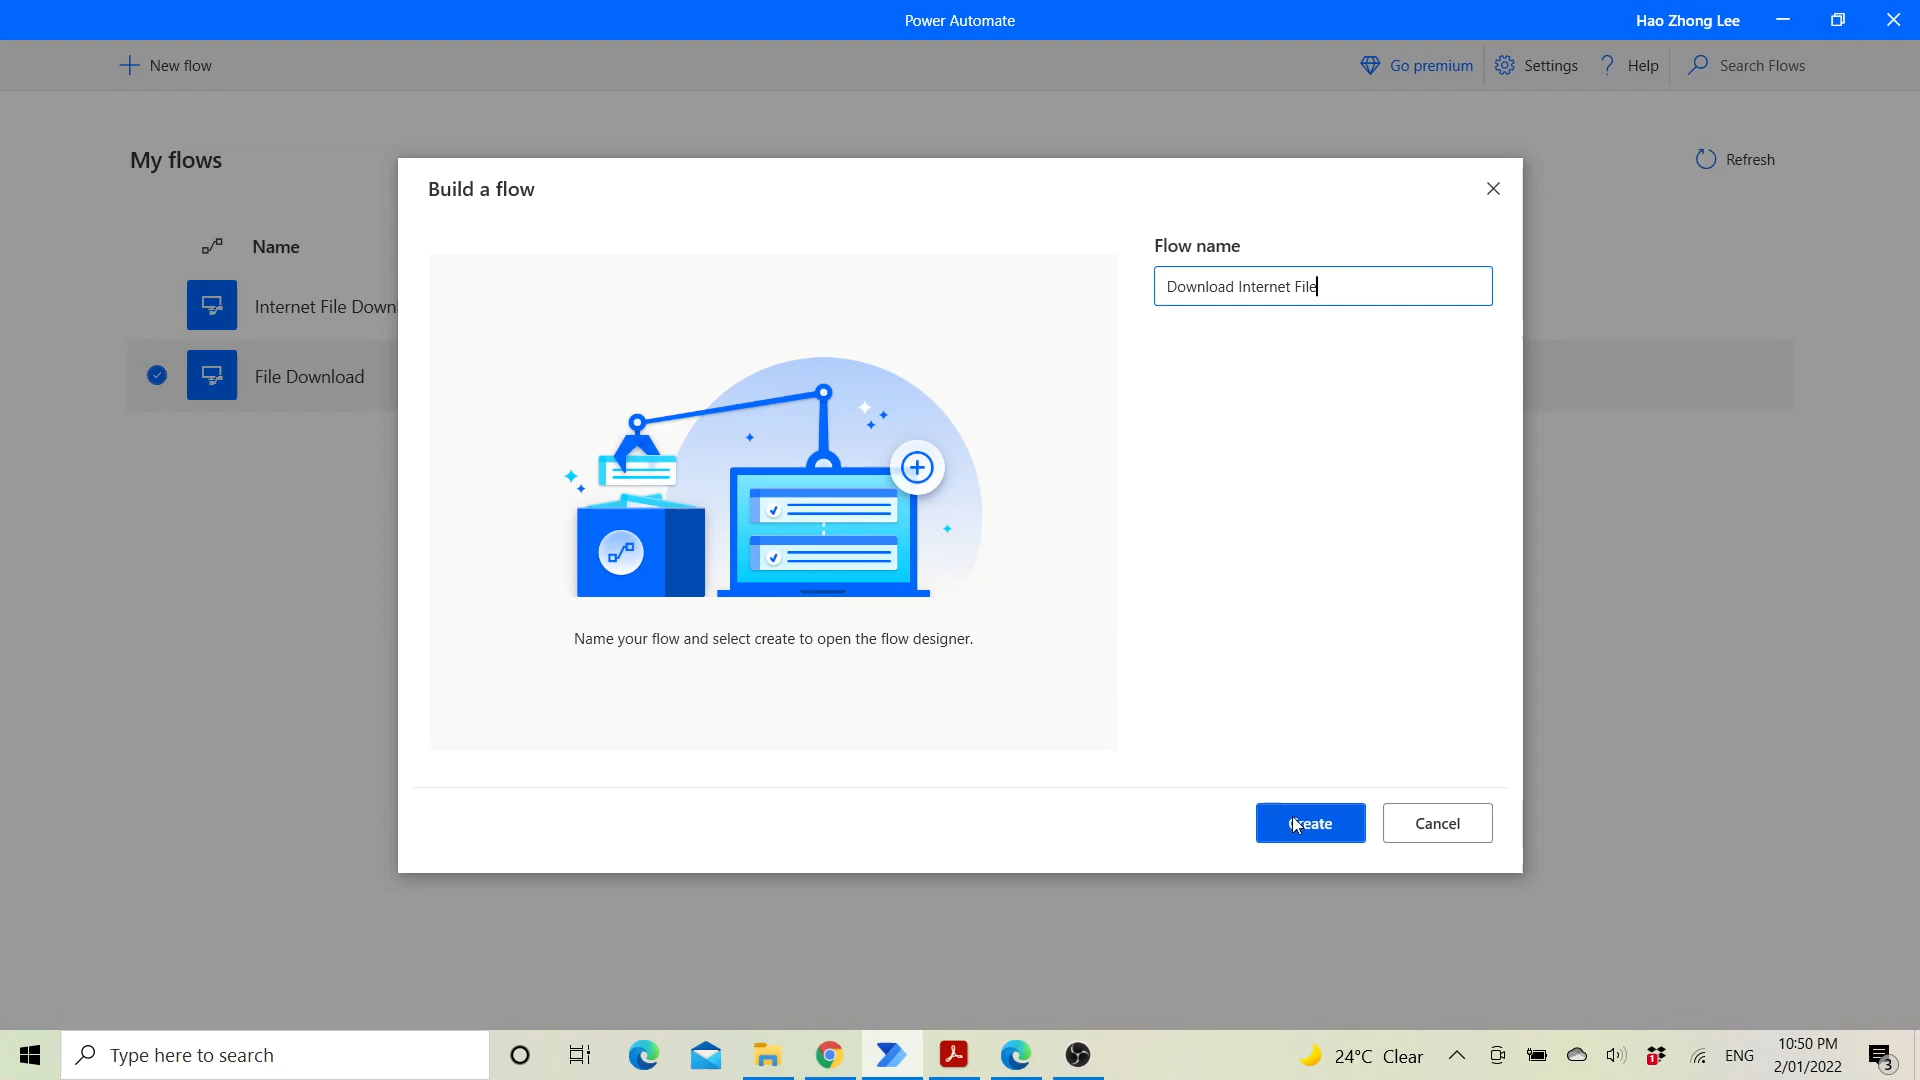 Power Automate
Hao Zhong Lee
New flow
Go premium
Settings
Help
Search Flows
My flows
Refresh
Build a flow
Name
Flow name
Download Internet File
Internet File Down
File Download
Name your flow and select create to open the flow designer.
Create
Cancel
Type here to search
24°C Clear
1
ENG
10:50 PM
2/01/2022
3